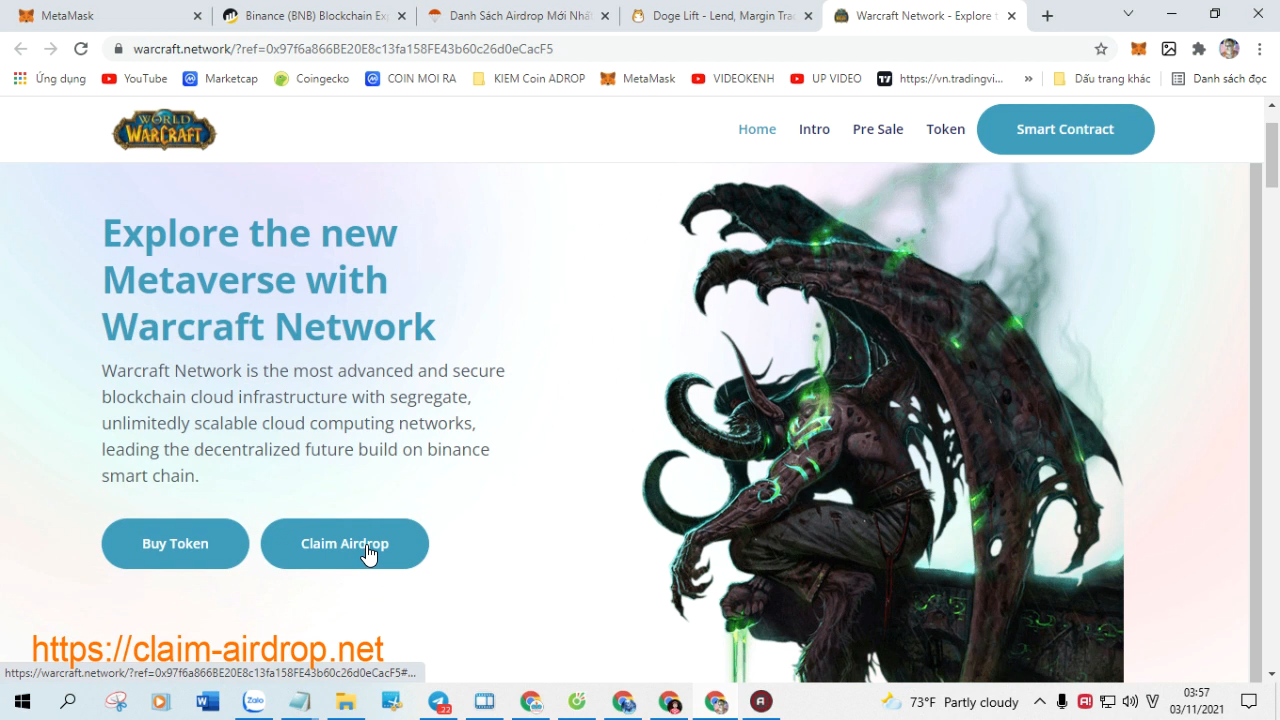 MetaMask
Binance (BNB) Blockchain Exp
Danh Sách Airdrop Mới Nhấ
Doge Lift - Lend, Margin Tra
Warcraft Network - Explore t
warcraft.network/?ref=0x97f6a866BE20E8c13fa158FE43b60c26d0eCacF5
Ứng dụng
YouTube
Marketcap
Coingecko
COIN MOI RA
KIEM Coin ADROP
MetaMask
VIDEOKENH
UP VIDEO
https://vn.tradingvi...
Dấu trang khác
Danh sách đọc
WORLD
WARCRAFT
Home
Intro
Pre Sale
Token
Smart Contract
Explore the new
Metaverse with
Warcraft Network
Warcraft Network is the most advanced and secure
blockchain cloud infrastructure with segregate,
unlimitedly scalable cloud computing networks,
leading the decentralized future build on binance
smart chain.
Buy Token
Claim Airdrop
https://claim-airdrop.net
https://warcraft.network/?ref=0x97f6a866BE20E8c13fa158FE43b60c26d0eCacF5#...
Zalo
22
73°F Partly cloudy
03:57
03/11/2021